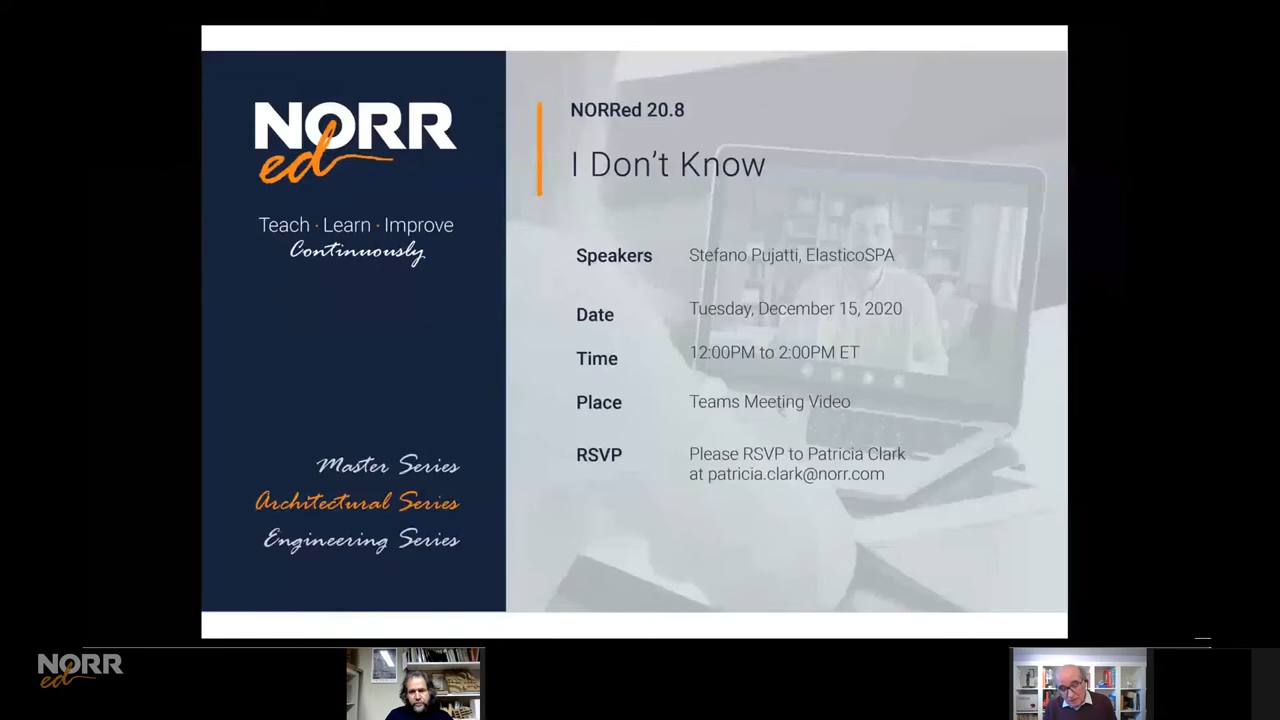 NORR
ed
Teach · Learn · Improve
Continuously
Master Series
Architectural Series
Engineering Series
NORRed 20.8
I Don't Know
Speakers Stefano Pujatti, ElasticoSPA
Date Tuesday, December 15, 2020
Time 12:00PM to 2:00PM ET
Place Teams Meeting Video
RSVP Please RSVP to Patricia Clark
at patricia.clark@norr.com
NORR
ed